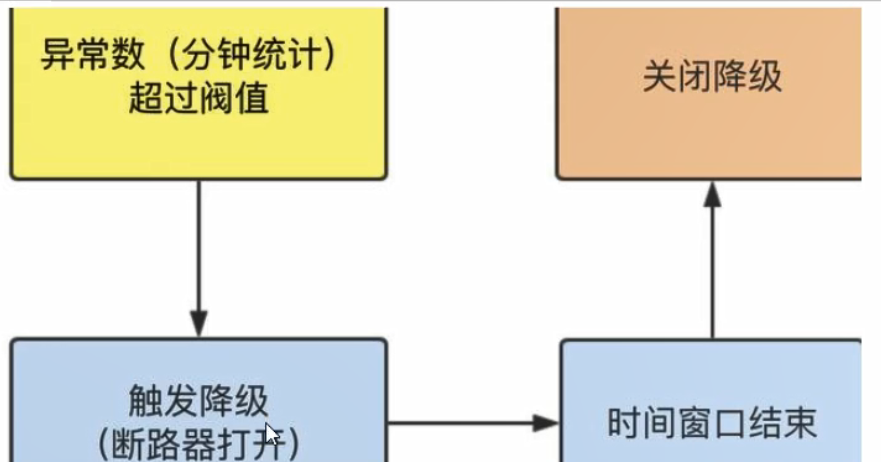 异常数（分钟统计）
超过阀值
关闭降级
触发降级
(断路器打开)
时间窗口结束